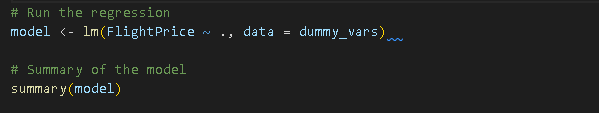 # Run the regression
model <- lm(FlightPrice ~ ., data = dummy_vars)
# Summary of the model
summary(model)